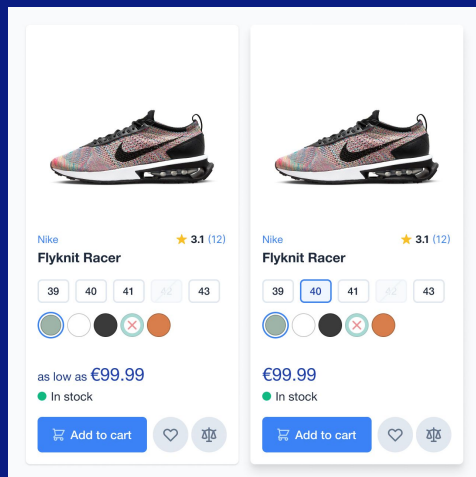 Nike
3.1 (12)
Flyknit Racer
39 40 41 42 43
as low as €99.99
In stock
Add to cart
Nike
3.1 (12)
Flyknit Racer
39 40 41 42 43
€99.99
In stock
Add to cart